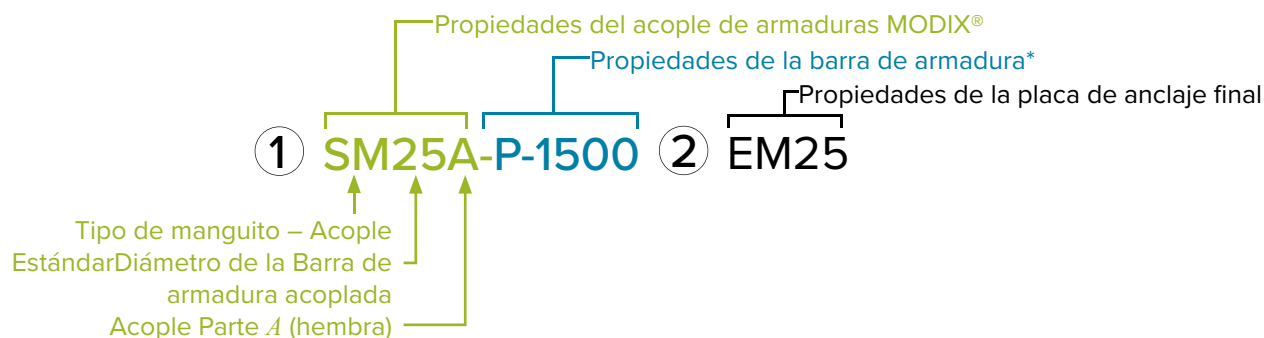 Propiedades del acople de armaduras MODIX®
Propiedades de la barra de armadura*
Propiedades de la placa de anclaje final
1 SM25A-P-1500 2 EM25
Tipo de manguito – Acople
EstándarDiámetro de la Barra de
armadura acoplada
Acople Parte A (hembra)